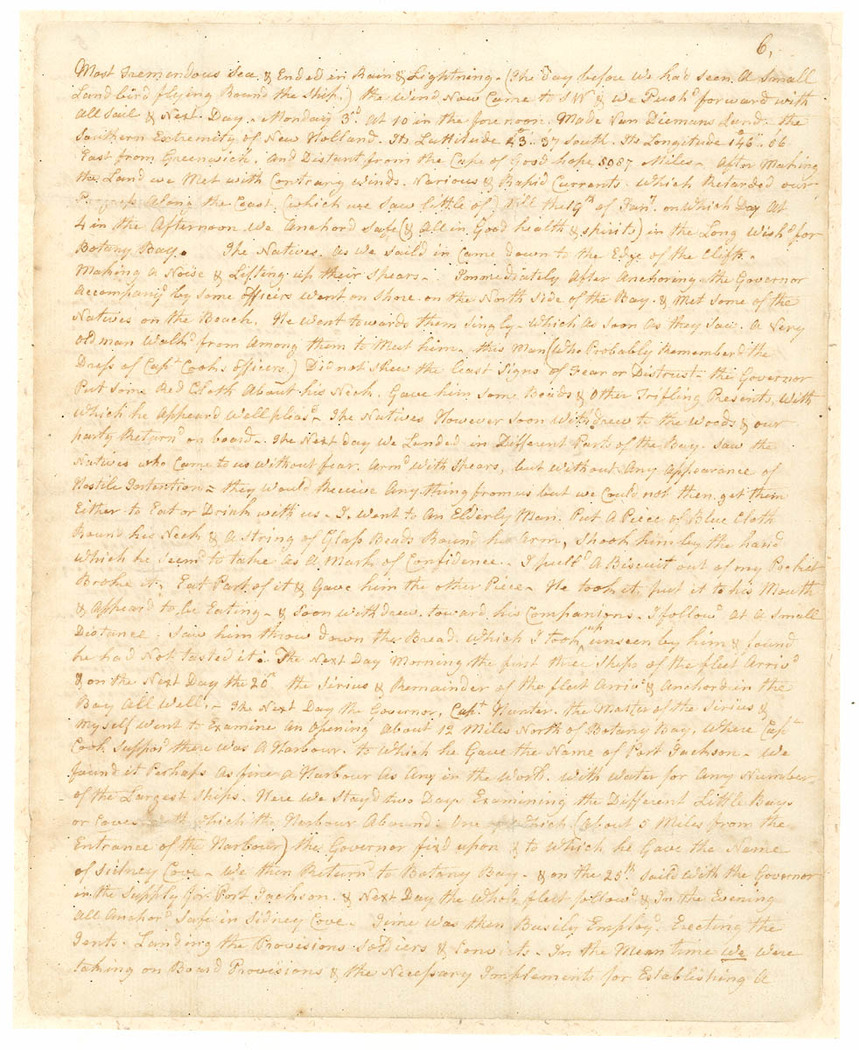 6,
Most Tremendous Sea. & Ended in Rain & Lightning. (The Day before we had seen A Small
Land bird flying Round the Ship.) the Wind Now Came to SW & we Push'd forward with
All Sail & Next Day. Monday 3d. At 10 in the forenoon. Made Van Diemans Land. the
Southern Extremity of New Holland. Its Lattitude 43..37 South. Its Longitude 146..06
East from Greenwich. And Distant from the Cape of Good hope, 5087 Miles - After Making
the Land we Met with Contrary winds. Various & Rapid Currents. which Retarded our
Progress Along the Coast, (which we saw little of) Till the 19th of Janry. on which Day At
4 in the Afternoon we Anchord Safe (& All in Good health & spirits) in the Long Wish'd for
Botany Bay. The Natives. As we Saild in Came down to the Edge of the Clifts.
Making A Noise & Lifting up their Spears - Immediately After Anchoring the Governor
Accompany'd by some Officers went on Shore on the North Side of the Bay. & Met some of the
Natives on the Beach. He went towards them Singly - which As soon As they Saw. A Very
Old man Walk'd from Among them to Meet him. this Man (Who Probably Rememberd the
Dress of Capt. Cooks officers.) Did not shew the least Signs of Fear or Distrust - the Governor
Put some Red Cloth About his Neck. Gave him some Beads & Other Trifling Presents, With
which he Appeard Well pleas'd - The Natives However soon Withdrew to the Woods & our
party Return'd on board - The Next day we Landed in Different Parts of the Bay. Saw the
Natives who Came to us Without fear. Arm'd With Spears, but without Any Appearance of
Hostile Intention - they Would Receive Any thing from us but we Could not then get them
Either to Eat or Drink with us - I. Went to An Elderly Man. Put A Piece of Blue Cloth
Round his Neck & A String of Glass Beads Round his Arm, Shook him by the hand
which he Seem'd to take As A Mark of Confidence - I pull'd A Biscuit out of my Pocket
Broke it, Eat Part of it & Gave him the Other Piece - He took it, put it to his Mouth
& Appeard to be Eating - & Soon Withdrew toward his Companions. I follow'd At A Small
Distance, Saw him throw down the Bread. Which I took up unseen by him & found
he had Not tasted it. The Next Day Morning the first three Ships of the fleet Arriv'd
& on the Next Day the 20th the Sirius & Remainder of the fleet Arriv'd & Anchord in the
Bay All Well. - The Next Day the Governor, Capt. Hunter. the Master of the Sirius &
Myself went to Examine An Opening About 12 Miles North of Botany Bay, Where Capt.
Cook Suppos'd there was A Harbour. to Which he Gave the Name of Port Jackson - We
found it Perhaps As fine A Harbour As Any in the World. With water for Any Number
of the Largest Ships. Here we Stay'd two Days Examining the Different Little Bays
or Coves - With which the Harbour Abounds. One of which (About 5 Miles from the
Entrance of the Harbour) the Governor fix'd upon & to Which he Gave the Name
of Sidney Cove - We then Return'd to Botany Bay - & on the 25th. Saild With the Governor
in the Supply for Port Jackson. & Next Day the Whole fleet follow'd & In the Evening
All Anchor'd Safe in Sidney Cove - Time was then Busily Employ'd Erecting the
Tents. Landing the Provisions Soldiers & Convicts - In the Mean time We Were
taking on Board Provisions & the Necessary Implements for Establishing A